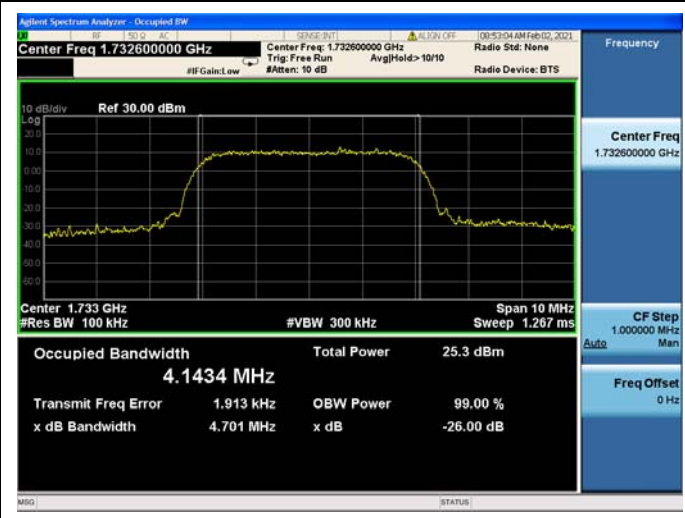 Agilent Spectrum Analyzer - Occupied BW
RF 50 Ω AC SENSE:INT ALIGN OFF 08:53:04 AM Feb 02, 2021
Center Freq 1.732600000 GHz Center Freq: 1.732600000 GHz Radio Std: None
Trig: Free Run Avg|Hold:> 10/10
#IFGain:Low #Atten: 10 dB Radio Device: BTS
Frequency
10 dB/div Ref 30.00 dBm
Log
20.0
10.0
0.00
-10.0
-20.0
-30.0
-40.0
-50.0
-60.0
Center Freq
1.732600000 GHz
Center 1.733 GHz Span 10 MHz
#Res BW 100 kHz #VBW 300 kHz Sweep 1.267 ms
CF Step
1.000000 MHz
Auto Man
Occupied Bandwidth Total Power 25.3 dBm
4.1434 MHz
Transmit Freq Error 1.913 kHz OBW Power 99.00 %
x dB Bandwidth 4.701 MHz x dB -26.00 dB
Freq Offset
0 Hz
MSG STATUS